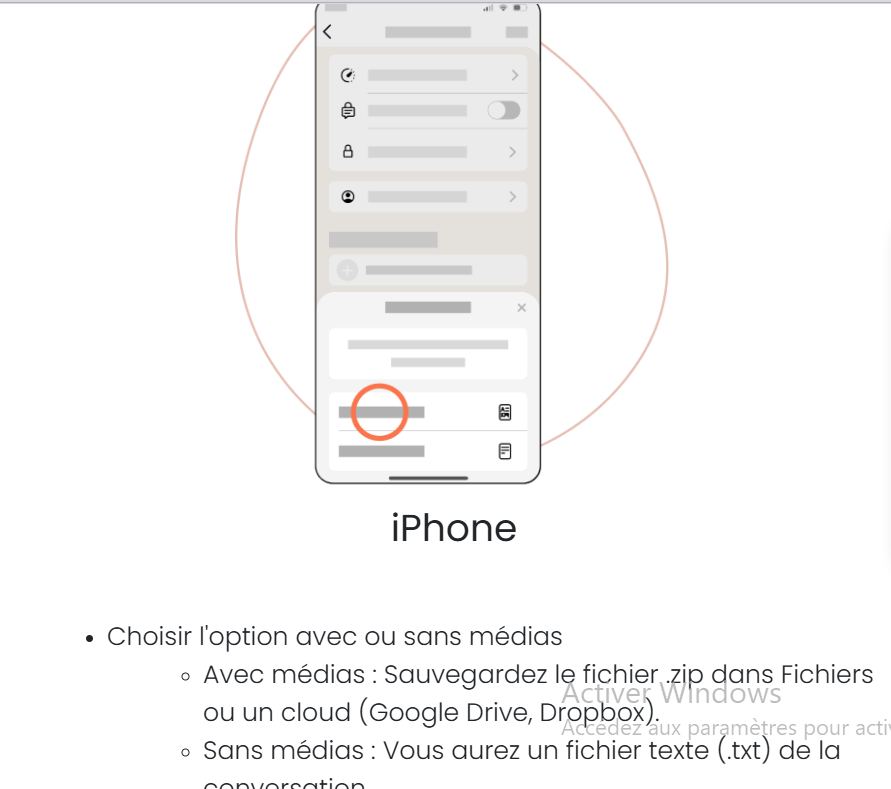 iPhone
Choisir l'option avec ou sans médias
Avec médias : Sauvegardez le fichier .zip dans Fichiers
ou un cloud (Google Drive, Dropbox).
Activer Windows
Accédez aux paramètres pour activ
Sans médias : Vous aurez un fichier texte (.txt) de la
conversation